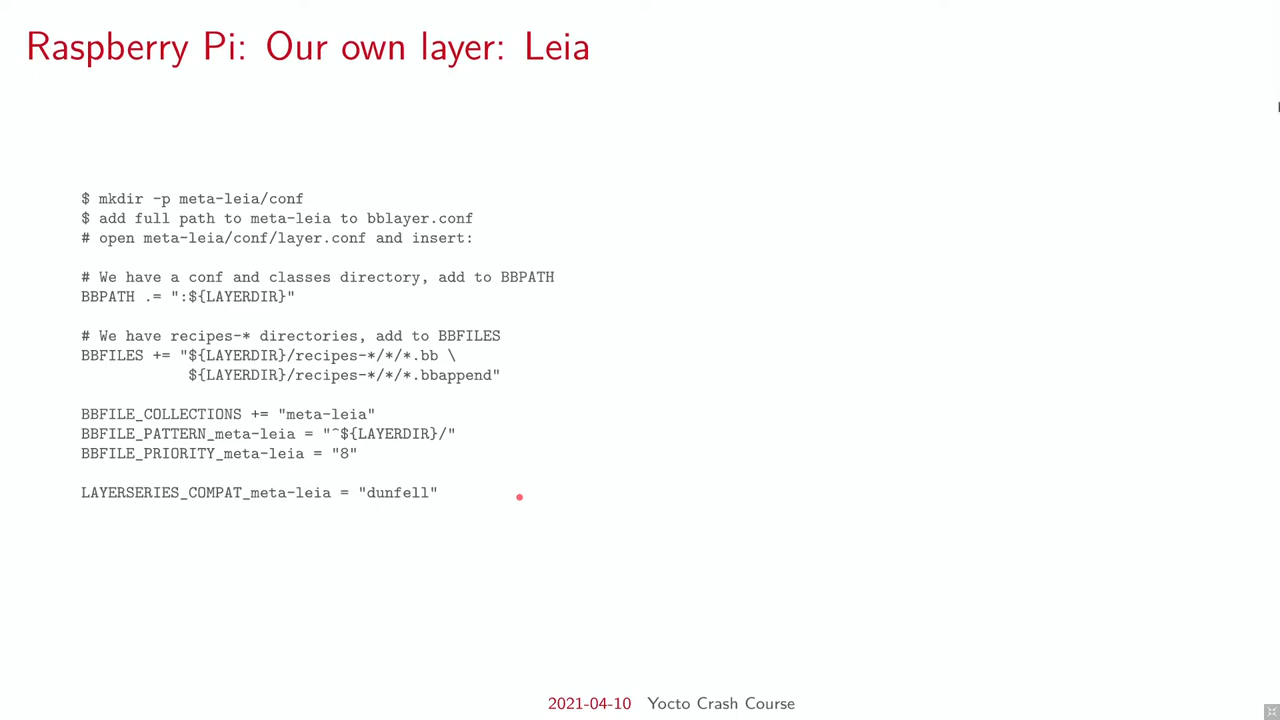 Raspberry Pi: Our own layer: Leia
$ mkdir -p meta-leia/conf
$ add full path to meta-leia to bblayer.conf
# open meta-leia/conf/layer.conf and insert:
# We have a conf and classes directory, add to BBPATH
BBPATH .= ":${LAYERDIR}"
# We have recipes-* directories, add to BBFILES
BBFILES += "${LAYERDIR}/recipes-*/*/*.bb \
${LAYERDIR}/recipes-*/*/*.bbappend"
BBFILE_COLLECTIONS += "meta-leia"
BBFILE_PATTERN_meta-leia = "^${LAYERDIR}/"
BBFILE_PRIORITY_meta-leia = "8"
LAYERSERIES_COMPAT_meta-leia = "dunfell"
2021-04-10 Yocto Crash Course